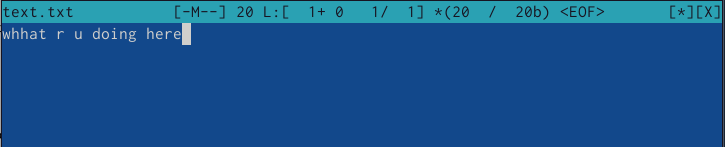 text.txt [-M--] 20 L:[ 1+ 0 1/ 1] *(20 / 20b) <EOF> [*][X]
whhat r u doing here